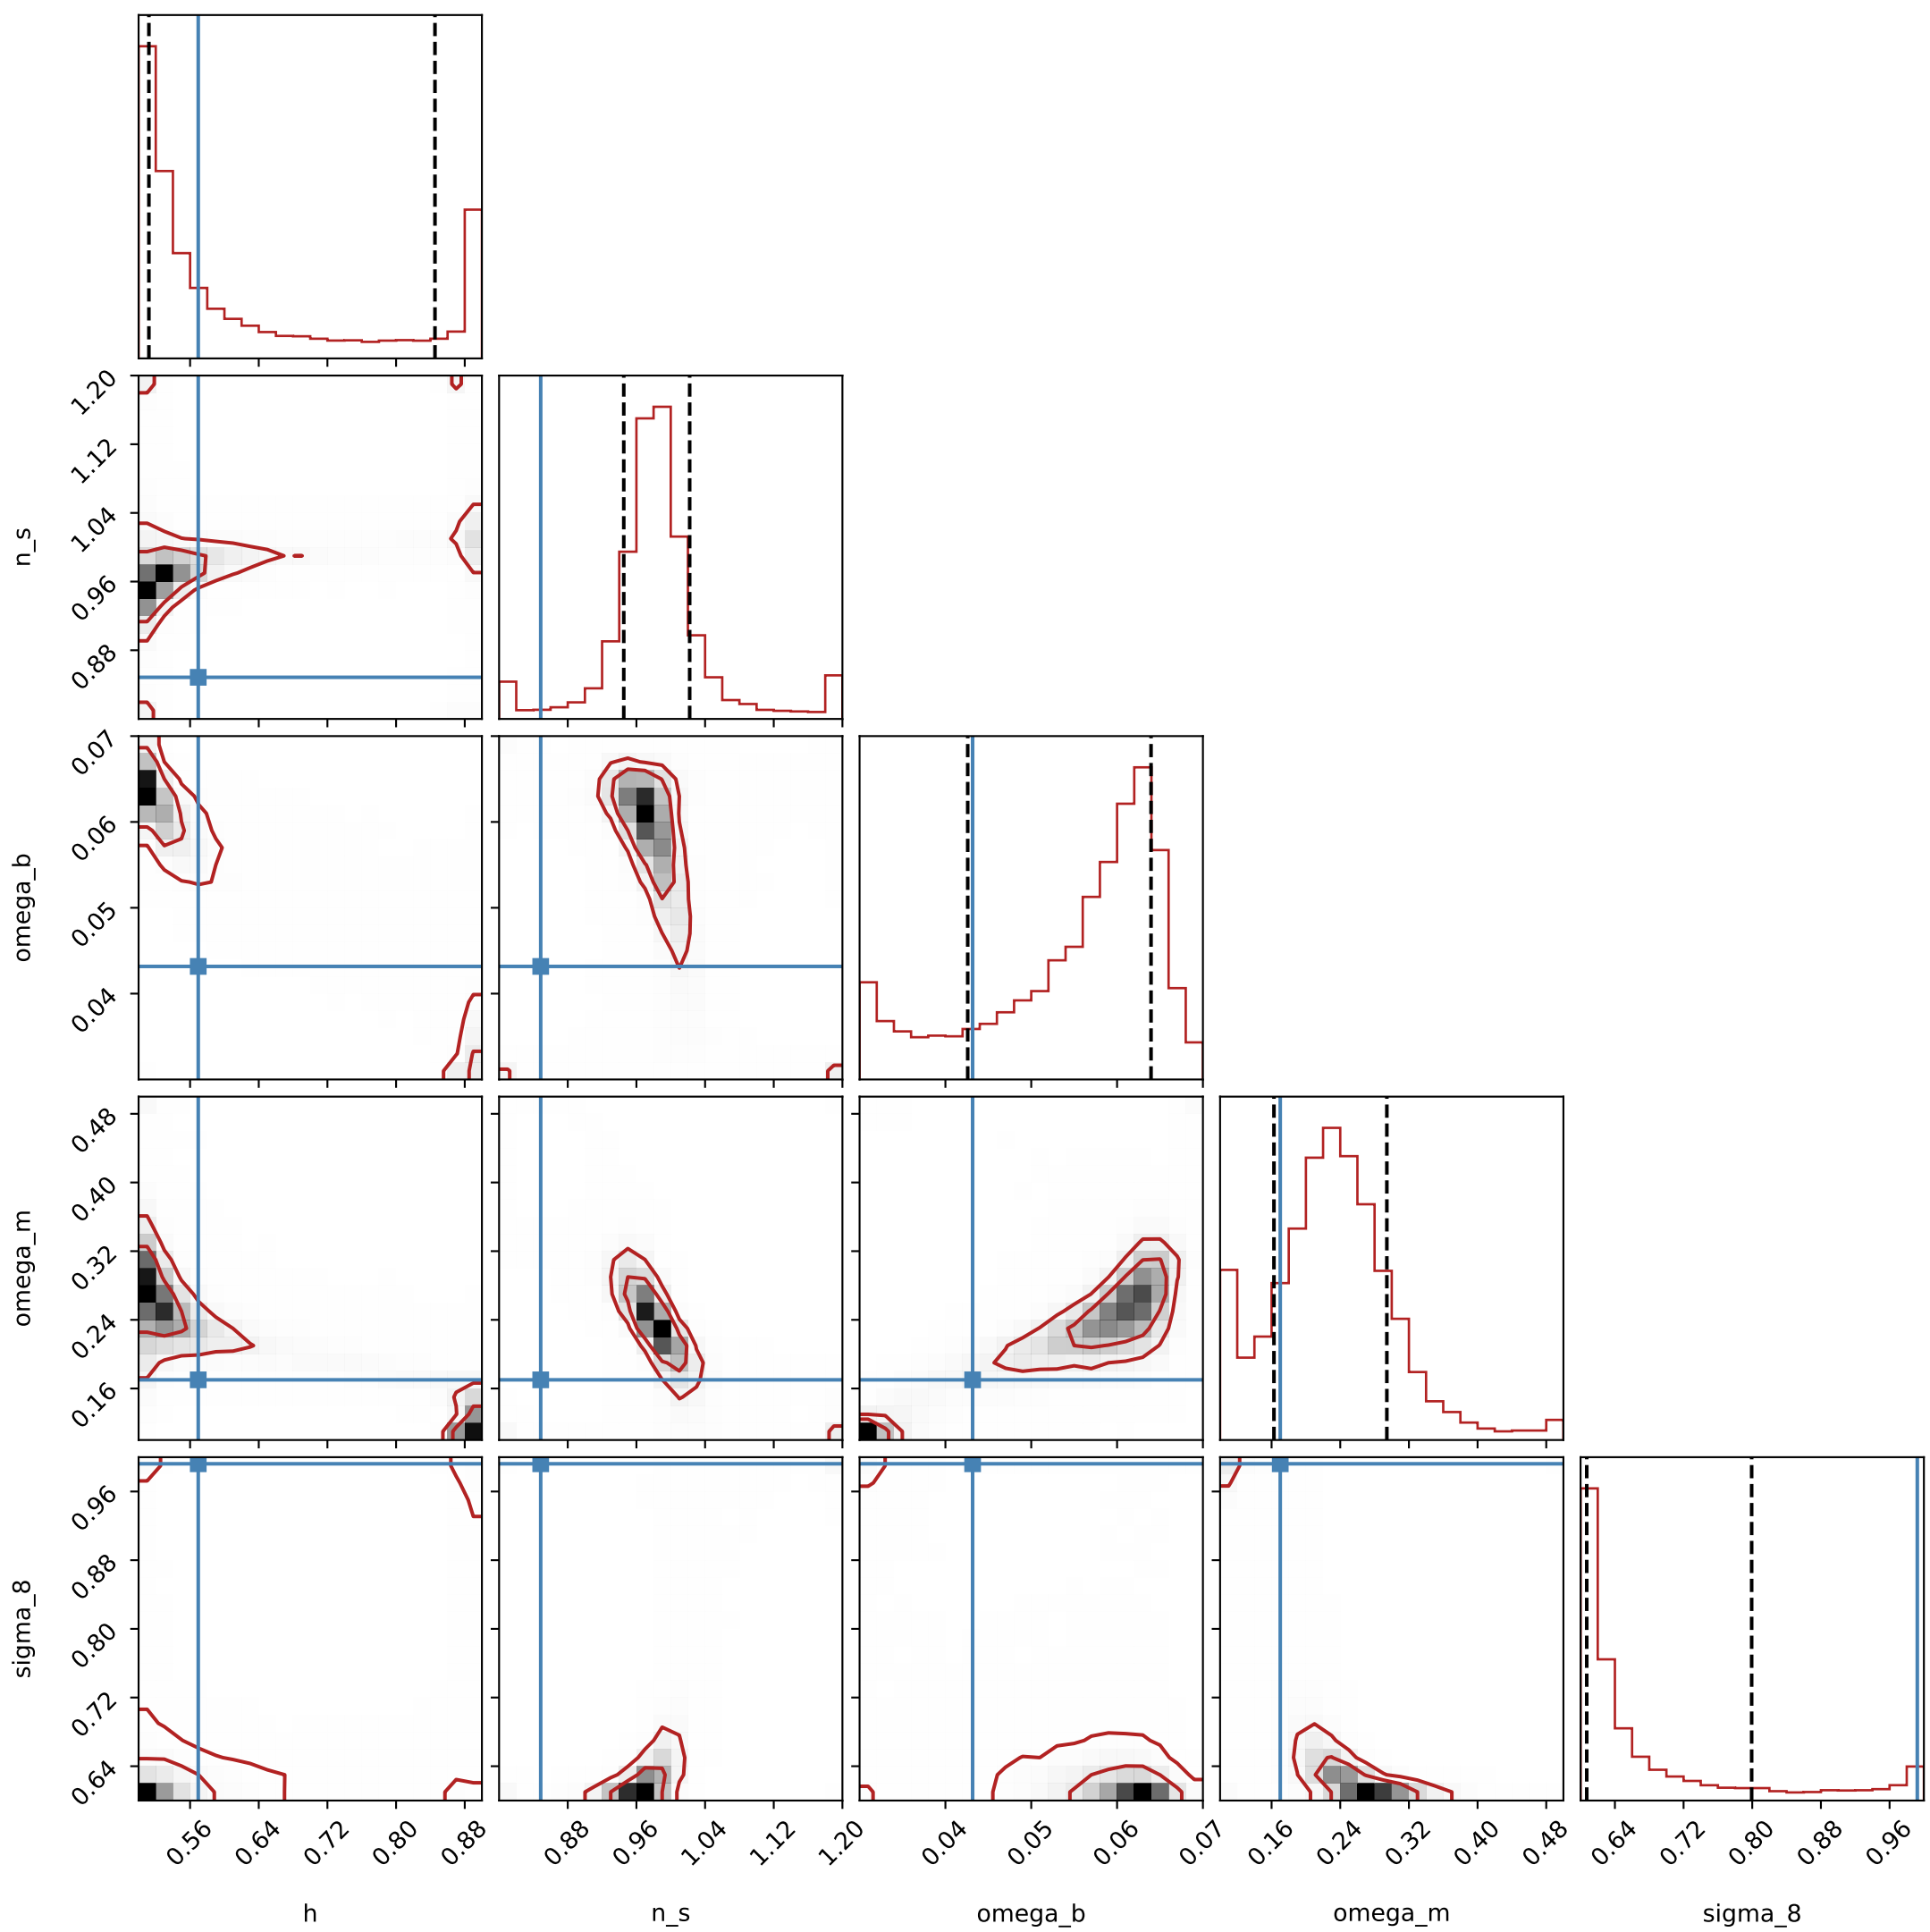 1.20
1.12
1.04
0.96
0.88
n_s
0.07
0.06
0.05
0.04
omega_b
0.48
0.40
0.32
0.24
0.16
omega_m
0.96
0.88
0.80
0.72
0.64
sigma_8
0.56 0.64 0.72 0.80 0.88
0.88 0.96 1.04 1.12 1.20
0.04 0.05 0.06 0.07
0.16 0.24 0.32 0.40 0.48
0.64 0.72 0.80 0.88 0.96
h n_s omega_b omega_m sigma_8